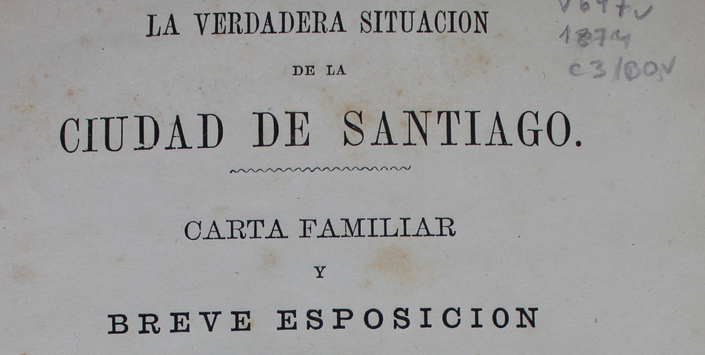 LA VERDADERA SITUACION
DE LA
CIUDAD DE SANTIAGO.
CARTA FAMILIAR
Y
BREVE ESPOSICION
1874